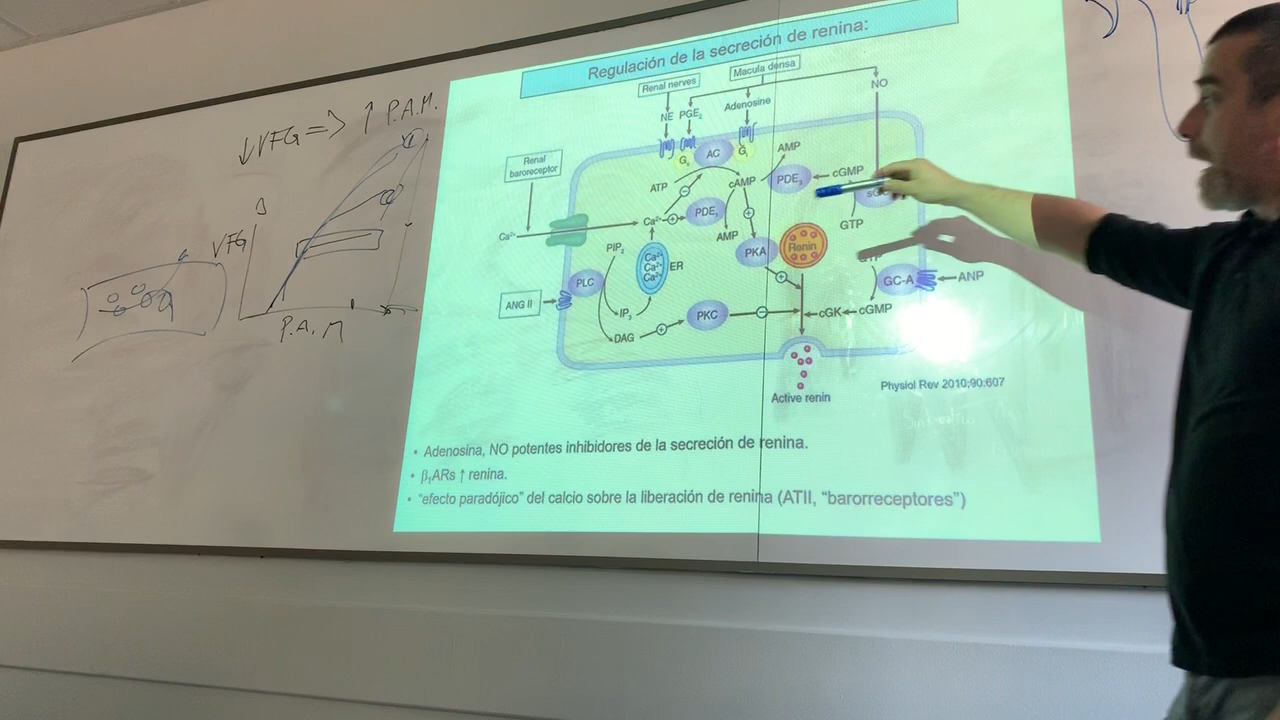 ↓VFG => ↑ P.A.M.
VFG
P.A.M
Regulación de la secreción de renina:
Renal nerves
Macula densa
NO
NE PGE₂
Adenosine
Renal baroreceptor
Gₛ
AC
Gᵢ
AMP
ATP
cAMP
PDE₃
cGMP
sG
GTP
Ca²⁺
Ca²⁺
PDE₁
AMP
PIP₂
Ca²⁺
Ca²⁺
Ca²⁺
ER
PKA
Renin
PLC
GC-A
ANP
ANG II
IP₃
PKC
cGK
cGMP
DAG
Active renin
Physiol Rev 2010;90:607
• Adenosina, NO potentes inhibidores de la secreción de renina.
• β₁ARs ↑ renina.
• "efecto paradójico" del calcio sobre la liberación de renina (ATII, "barorreceptores")